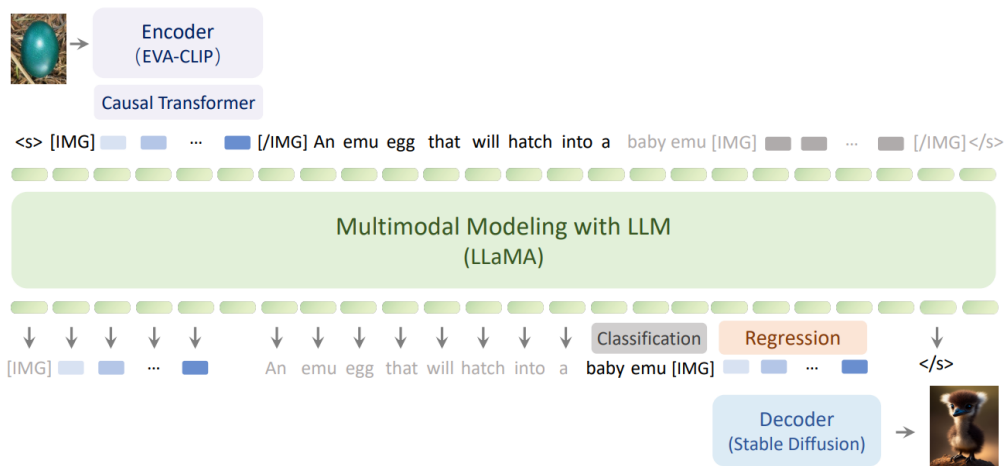 Encoder
(EVA-CLIP)
Causal Transformer
<s> [IMG] ... [/IMG] An emu egg that will hatch into a baby emu [IMG] ... [/IMG] </s>
Multimodal Modeling with LLM
(LLaMA)
Classification Regression
[IMG] ... An emu egg that will hatch into a baby emu [IMG] ... </s>
Decoder
(Stable Diffusion)